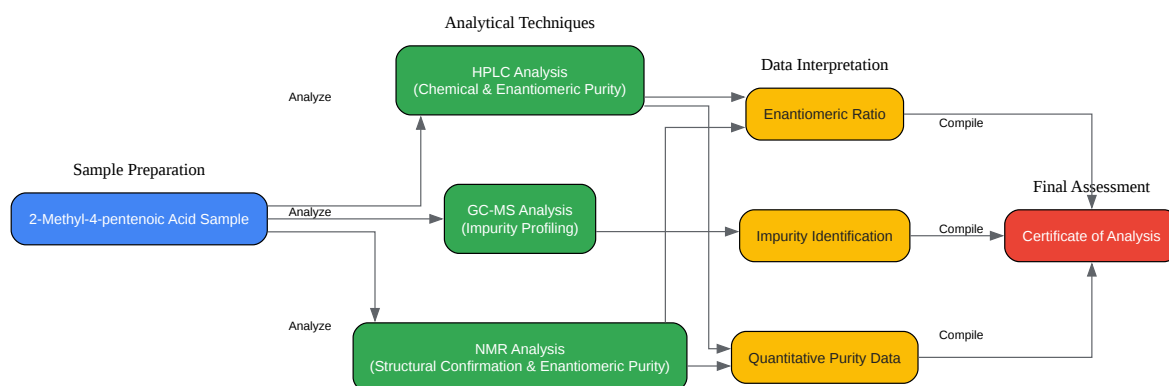 Analytical Techniques
HPLC Analysis
(Chemical & Enantiomeric Purity)
Data Interpretation
Analyze
Enantiomeric Ratio
Compile
Sample Preparation
2-Methyl-4-pentenoic Acid Sample
Analyze
GC-MS Analysis
(Impurity Profiling)
Impurity Identification
Compile
Final Assessment
Certificate of Analysis
Analyze
NMR Analysis
(Structural Confirmation & Enantiomeric Purity)
Quantitative Purity Data
Compile